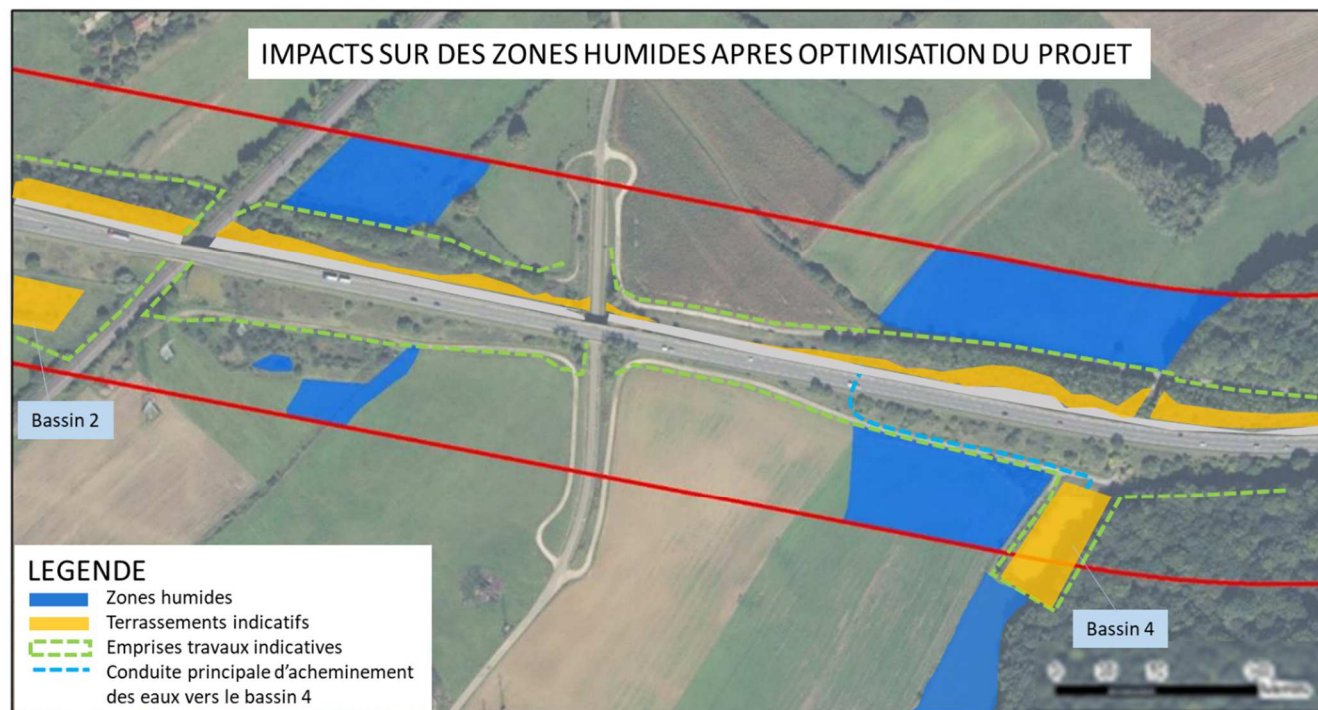 IMPACTS SUR DES ZONES HUMIDES APRES OPTIMISATION DU PROJET
Bassin 2
LEGENDE
Zones humides
Terrassements indicatifs
Emprises travaux indicatives
Conduite principale d'acheminement
des eaux vers le bassin 4
Bassin 4
0